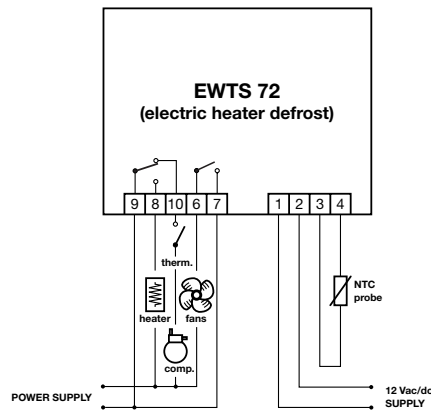 EWTS 72
(electric heater defrost)
9 8 10 6 7 1 2 3 4
therm.
NTC
probe
heater fans
comp.
12 Vac/dc
POWER SUPPLY
SUPPLY